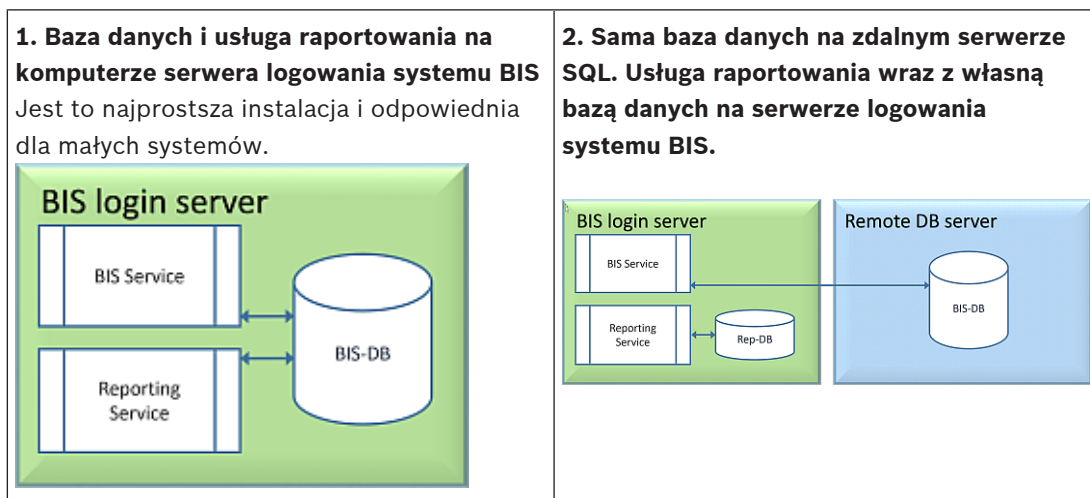 1. Baza danych i usługa raportowania na
komputerze serwera logowania systemu BIS
Jest to najprostsza instalacja i odpowiednia
dla małych systemów.
BIS login server
BIS Service
Reporting
Service
BIS-DB
2. Sama baza danych na zdalnym serwerze
SQL. Usługa raportowania wraz z własną
bazą danych na serwerze logowania
systemu BIS.
BIS login server
BIS Service
Reporting
Service
Rep-DB
Remote DB server
BIS-DB